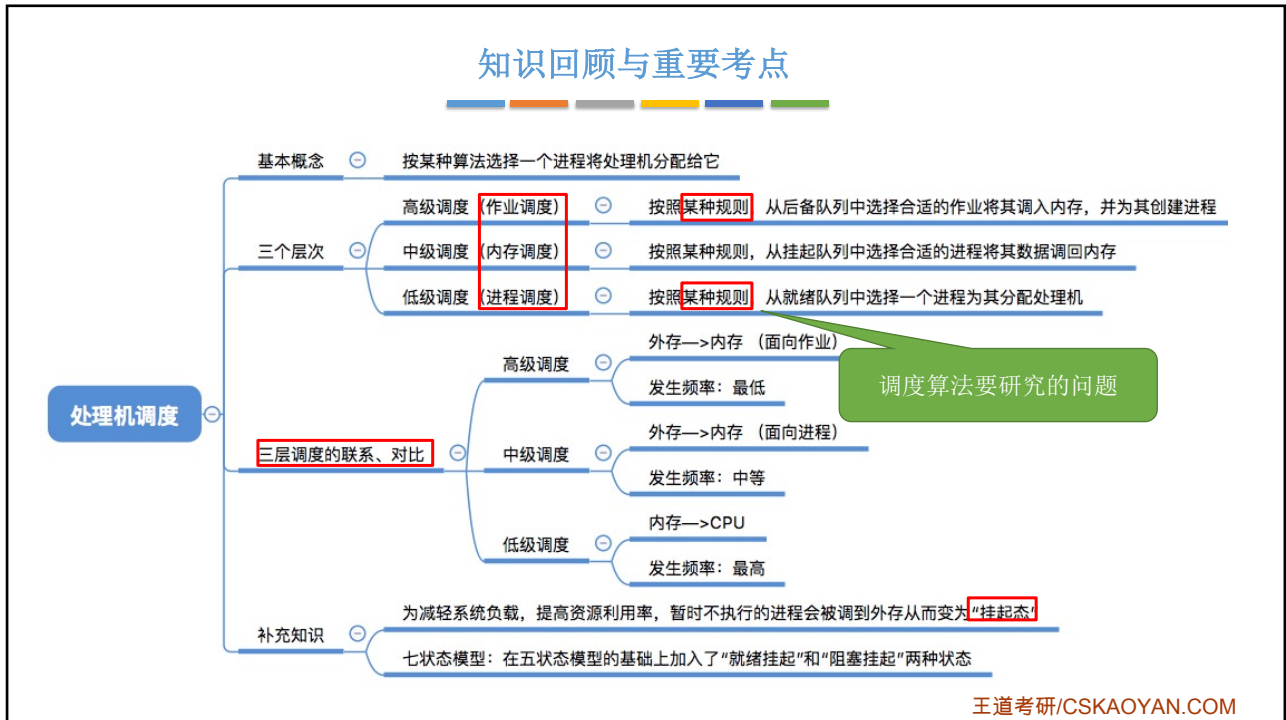 知识回顾与重要考点
基本概念
按某种算法选择一个进程将处理机分配给它
高级调度（作业调度）
按照某种规则，从后备队列中选择合适的作业将其调入内存，并为其创建进程
三个层次
中级调度（内存调度）
按照某种规则，从挂起队列中选择合适的进程将其数据调回内存
低级调度（进程调度）
按照某种规则，从就绪队列中选择一个进程为其分配处理机
外存—>内存 （面向作业）
高级调度
调度算法要研究的问题
发生频率：最低
处理机调度
外存—>内存 （面向进程）
三层调度的联系、对比
中级调度
发生频率：中等
内存—>CPU
低级调度
发生频率：最高
为减轻系统负载，提高资源利用率，暂时不执行的进程会被调到外存从而变为“挂起态”
补充知识
七状态模型：在五状态模型的基础上加入了“就绪挂起”和“阻塞挂起”两种状态
王道考研/CSKAOYAN.COM